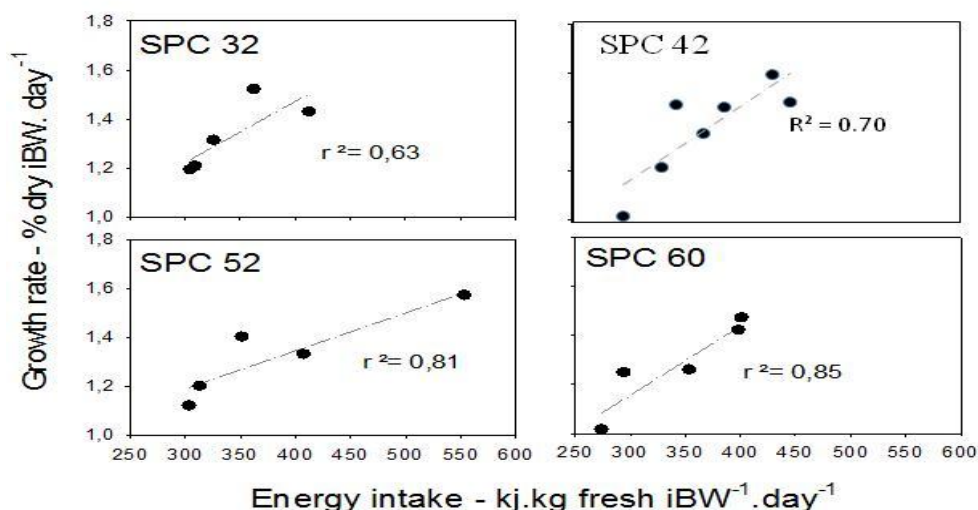 Growth rate - % dry iBW. day⁻¹
1,8
1,6
1,4
1,2
1,0
SPC 32
r ²= 0,63
SPC 42
R² = 0.70
1,8
1,6
1,4
1,2
1,0
SPC 52
r ²= 0,81
250 300 350 400 450 500 550 600
SPC 60
r ²= 0,85
250 300 350 400 450 500 550 600
Energy intake - kj.kg fresh iBW⁻¹.day⁻¹